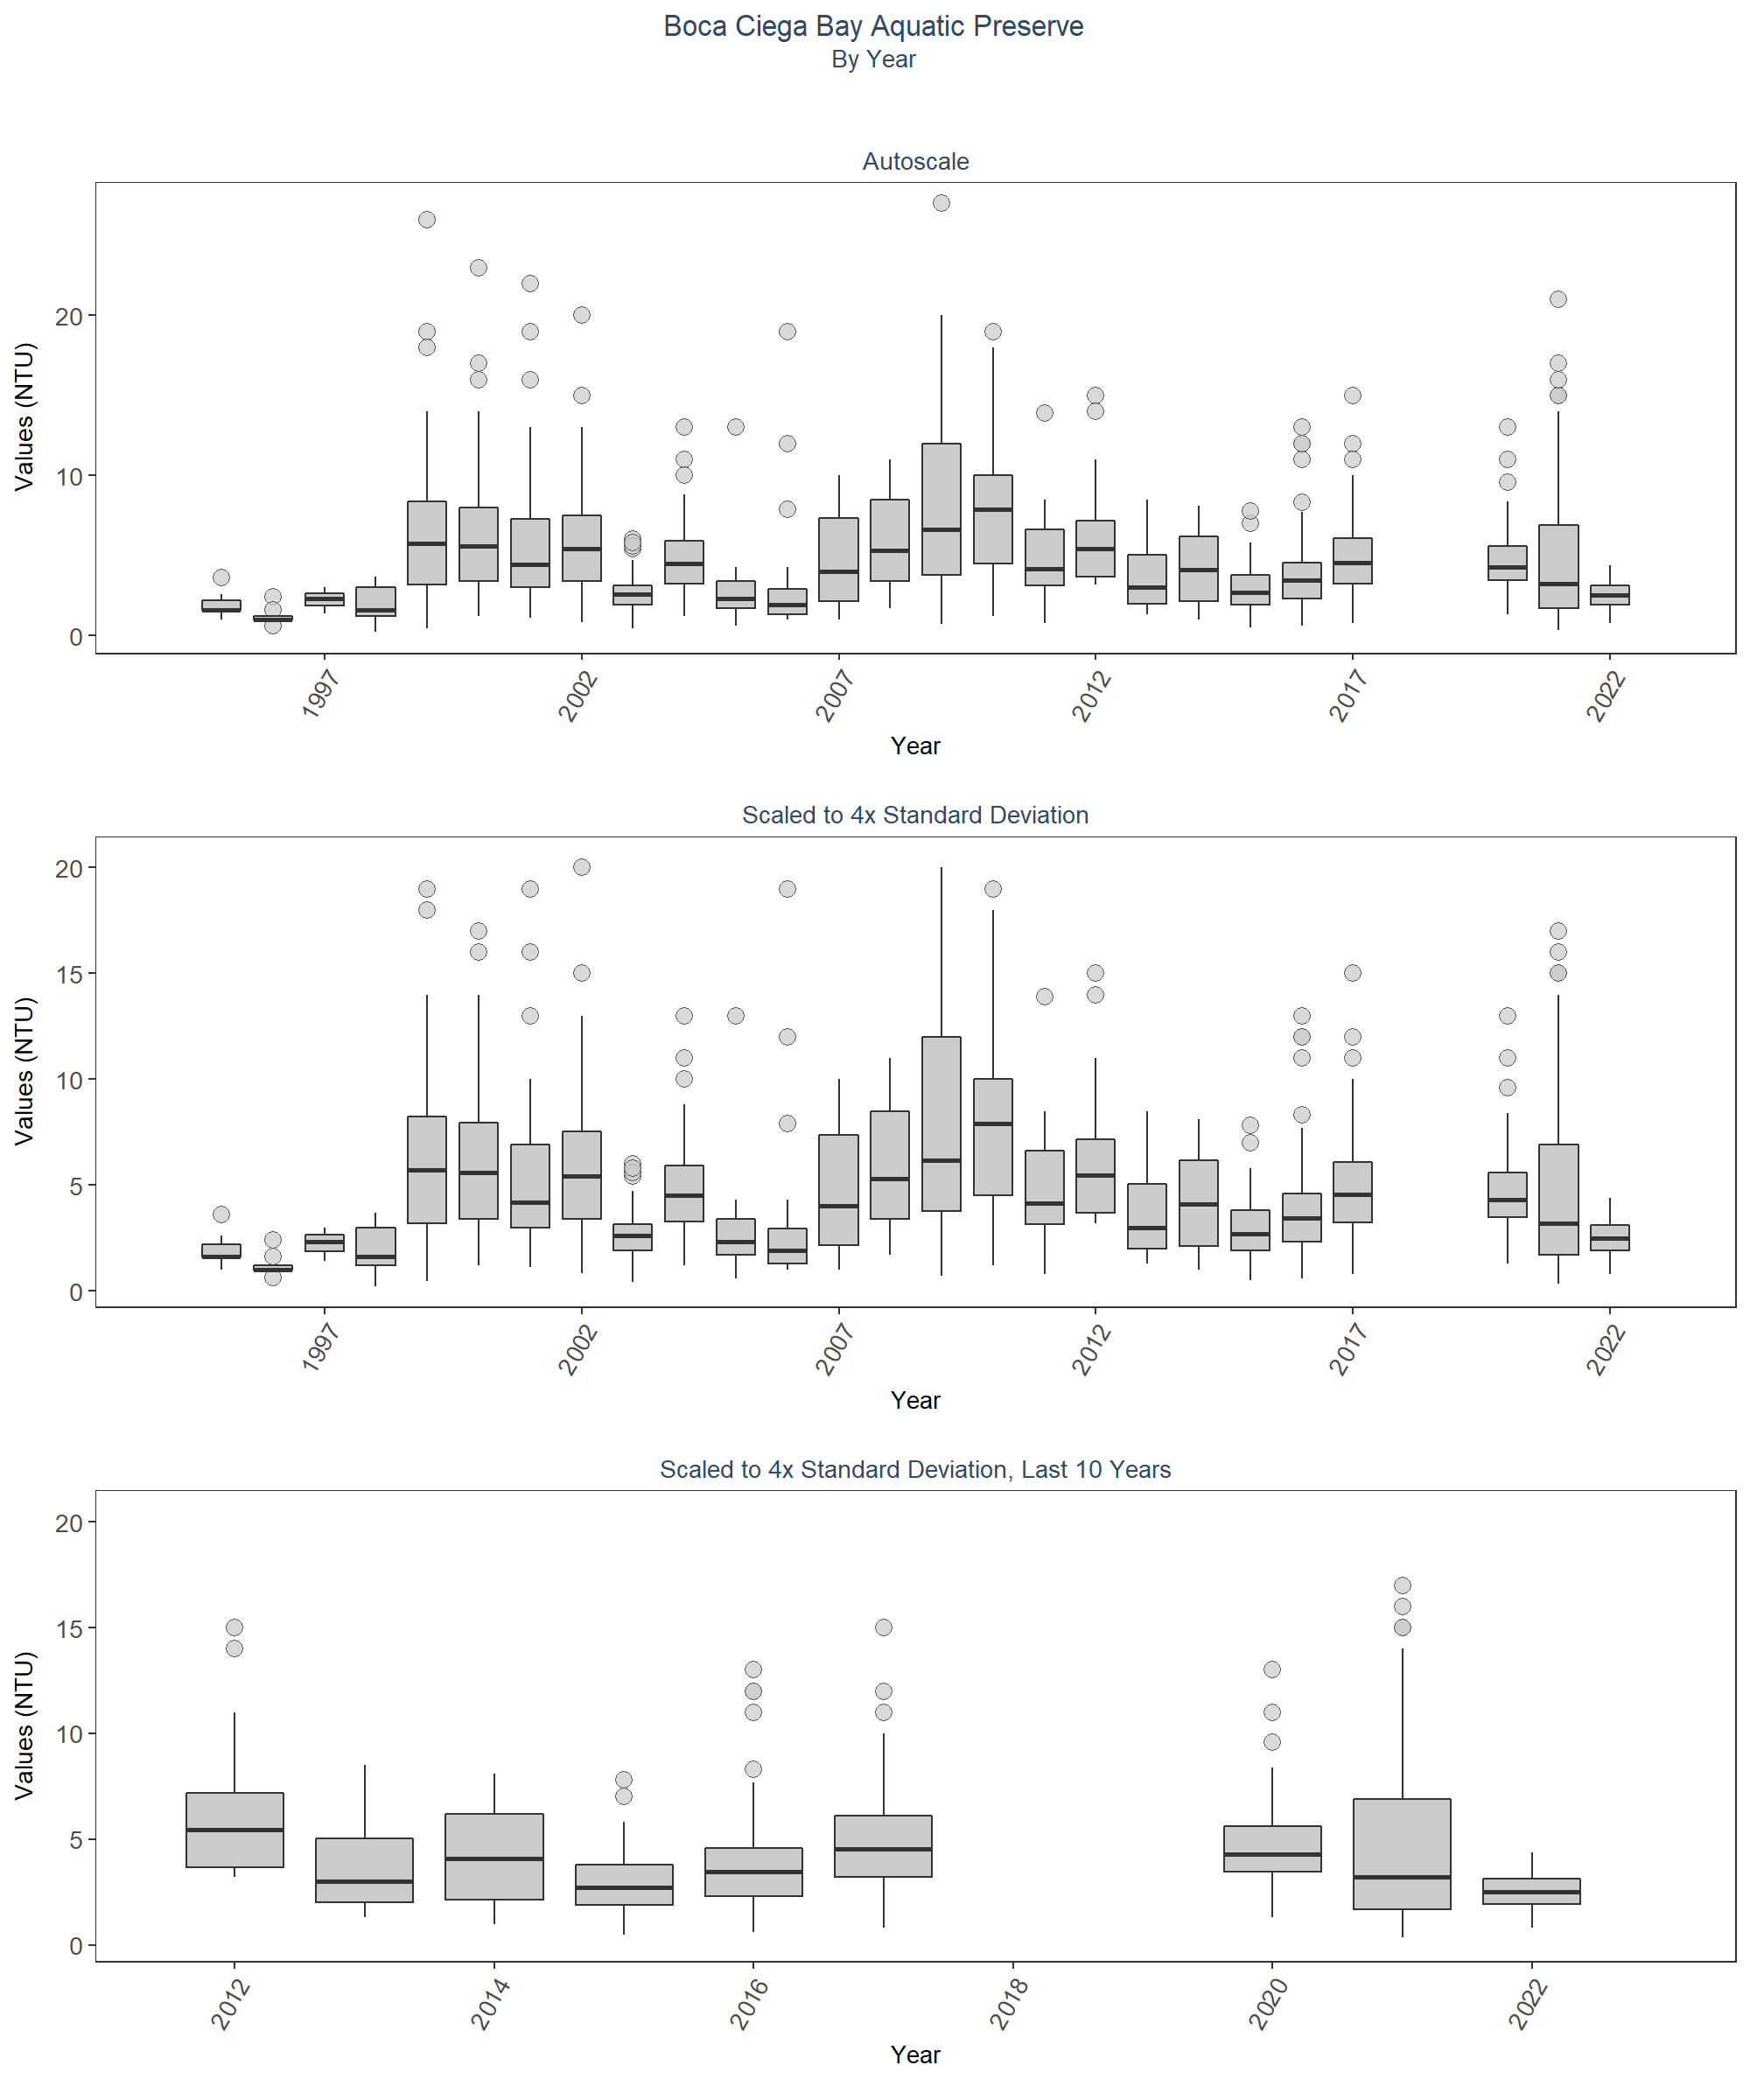 Boca Ciega Bay Aquatic Preserve
By Year
Autoscale
Values (NTU)
20
10
0
1997 2002 2007 2012 2017 2022
Year
Scaled to 4x Standard Deviation
Values (NTU)
20
15
10
5
0
1997 2002 2007 2012 2017 2022
Year
Scaled to 4x Standard Deviation, Last 10 Years
Values (NTU)
20
15
10
5
0
2012 2014 2016 2018 2020 2022
Year